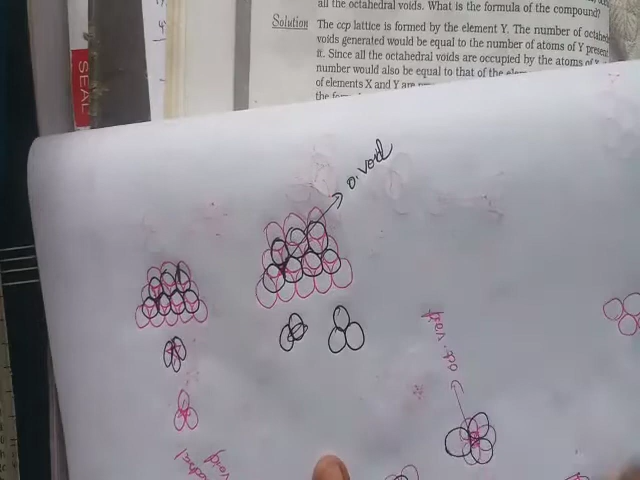 all the octahedral voids. What is the formula of the compound?
Solution The ccp lattice is formed by the element Y. The number of octahe
voids generated would be equal to the number of atoms of Y present
it. Since all the octahedral voids are occupied by the atoms of
number would also be equal to that of the
of elements X and Y are
the
SEAL
o. void
void